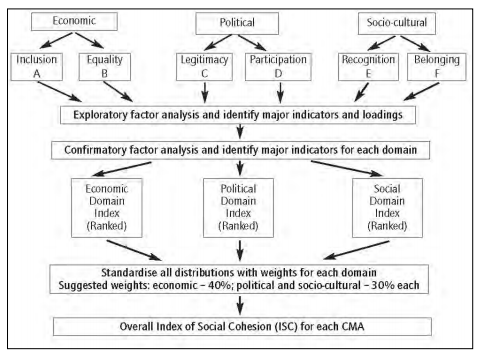 Economic
Political
Socio-cultural
Inclusion
A
Equality
B
Legitimacy
C
Participation
D
Recognition
E
Belonging
F
Exploratory factor analysis and identify major indicators and loadings
Confirmatory factor analysis and identify major indicators for each domain
Economic
Domain
Index
(Ranked)
Political
Domain
Index
(Ranked)
Social
Domain
Index
(Ranked)
Standardise all distributions with weights for each domain
Suggested weights: economic – 40%; political and socio-cultural – 30% each
Overall Index of Social Cohesion (ISC) for each CMA